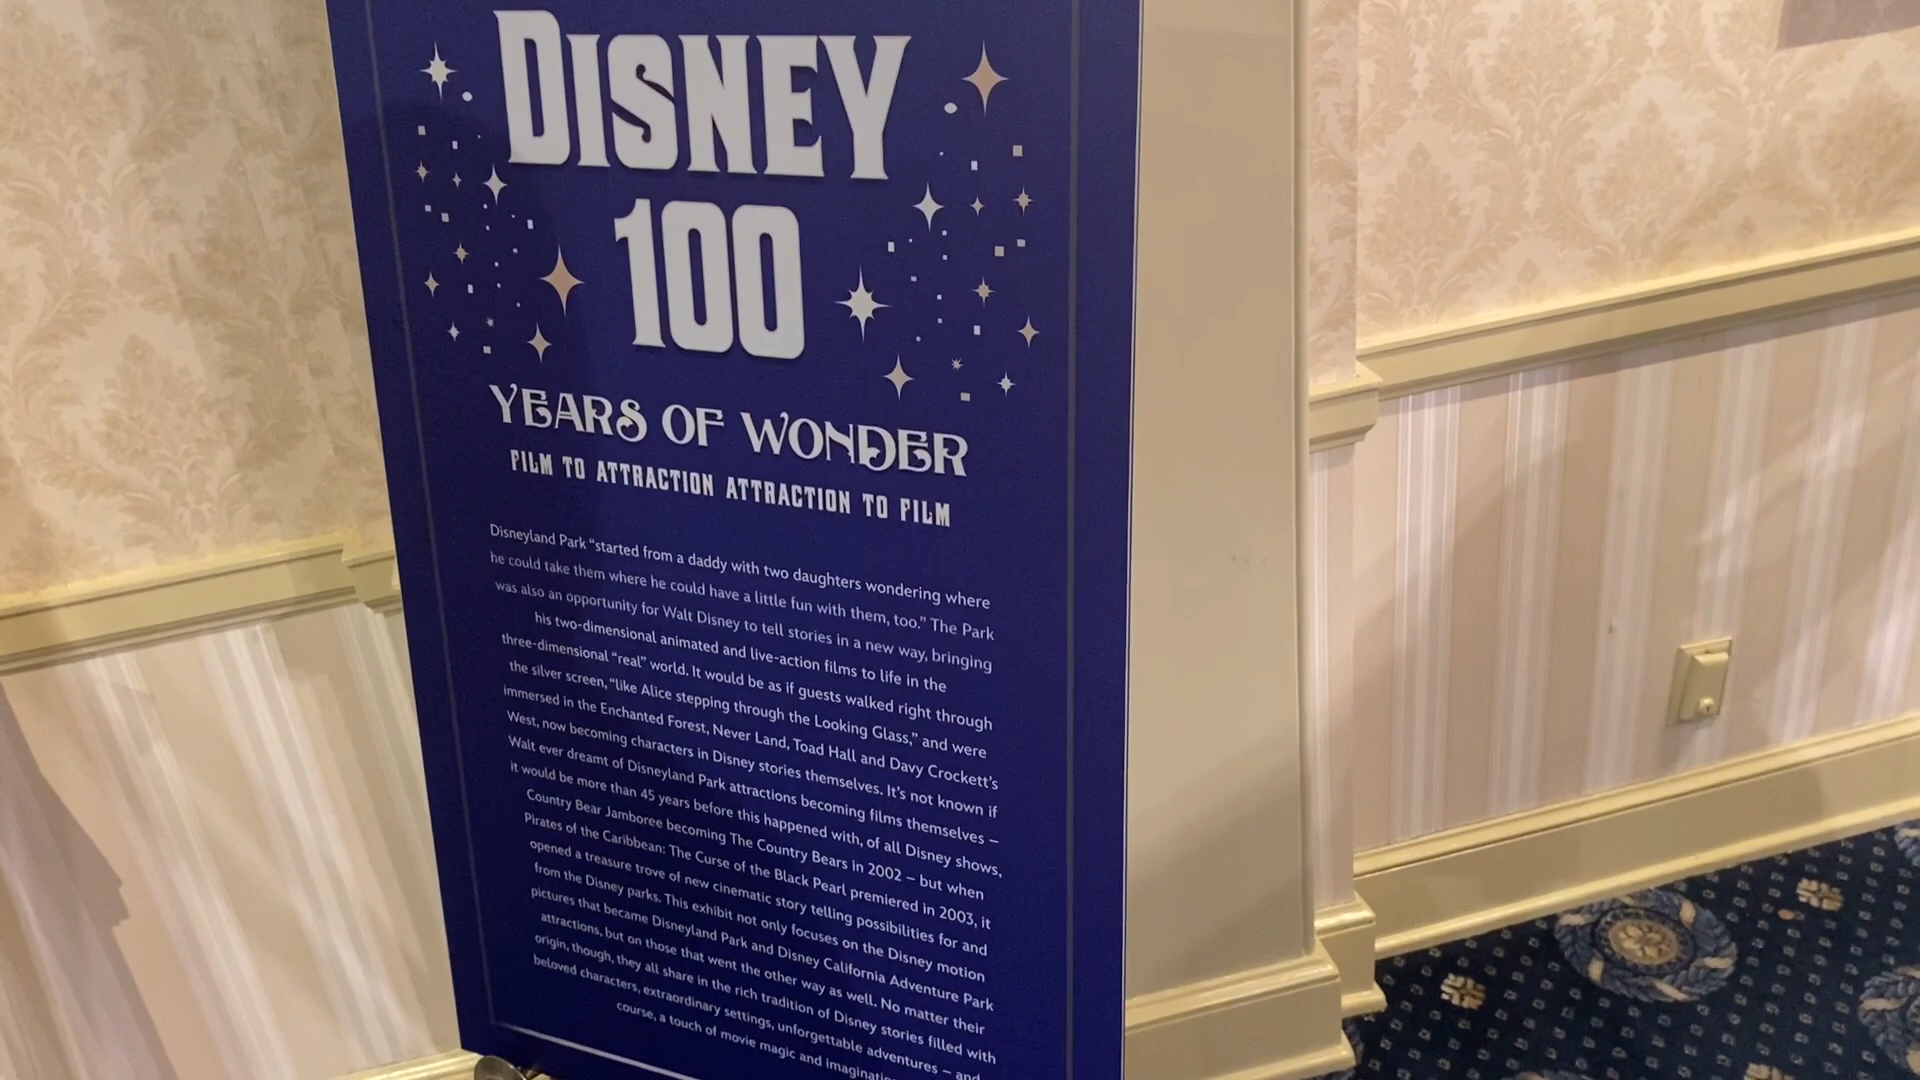 DISNEY
100
YEARS OF WONDER
FILM TO ATTRACTION ATTRACTION TO FILM
Disneyland Park “started from a daddy with two daughters wondering where
he could take them where he could have a little fun with them, too.” The Park
was also an opportunity for Walt Disney to tell stories in a new way, bringing
his two-dimensional animated and live-action films to life in the
three-dimensional “real” world. It would be as if guests walked right through
the silver screen, “like Alice stepping through the Looking Glass,” and were
immersed in the Enchanted Forest, Never Land, Toad Hall and Davy Crockett’s
West, now becoming characters in Disney stories themselves. It’s not known if
Walt ever dreamt of Disneyland Park attractions becoming films themselves –
it would be more than 45 years before this happened with, of all Disney shows,
Country Bear Jamboree becoming The Country Bears in 2002 – but when
Pirates of the Caribbean: The Curse of the Black Pearl premiered in 2003, it
opened a treasure trove of new cinematic story telling possibilities for and
from the Disney parks. This exhibit not only focuses on the Disney motion
pictures that became Disneyland Park and Disney California Adventure Park
attractions, but on those that went the other way as well. No matter their
origin, though, they all share in the rich tradition of Disney stories filled with
beloved characters, extraordinary settings, unforgettable adventures – and
course, a touch of movie magic and